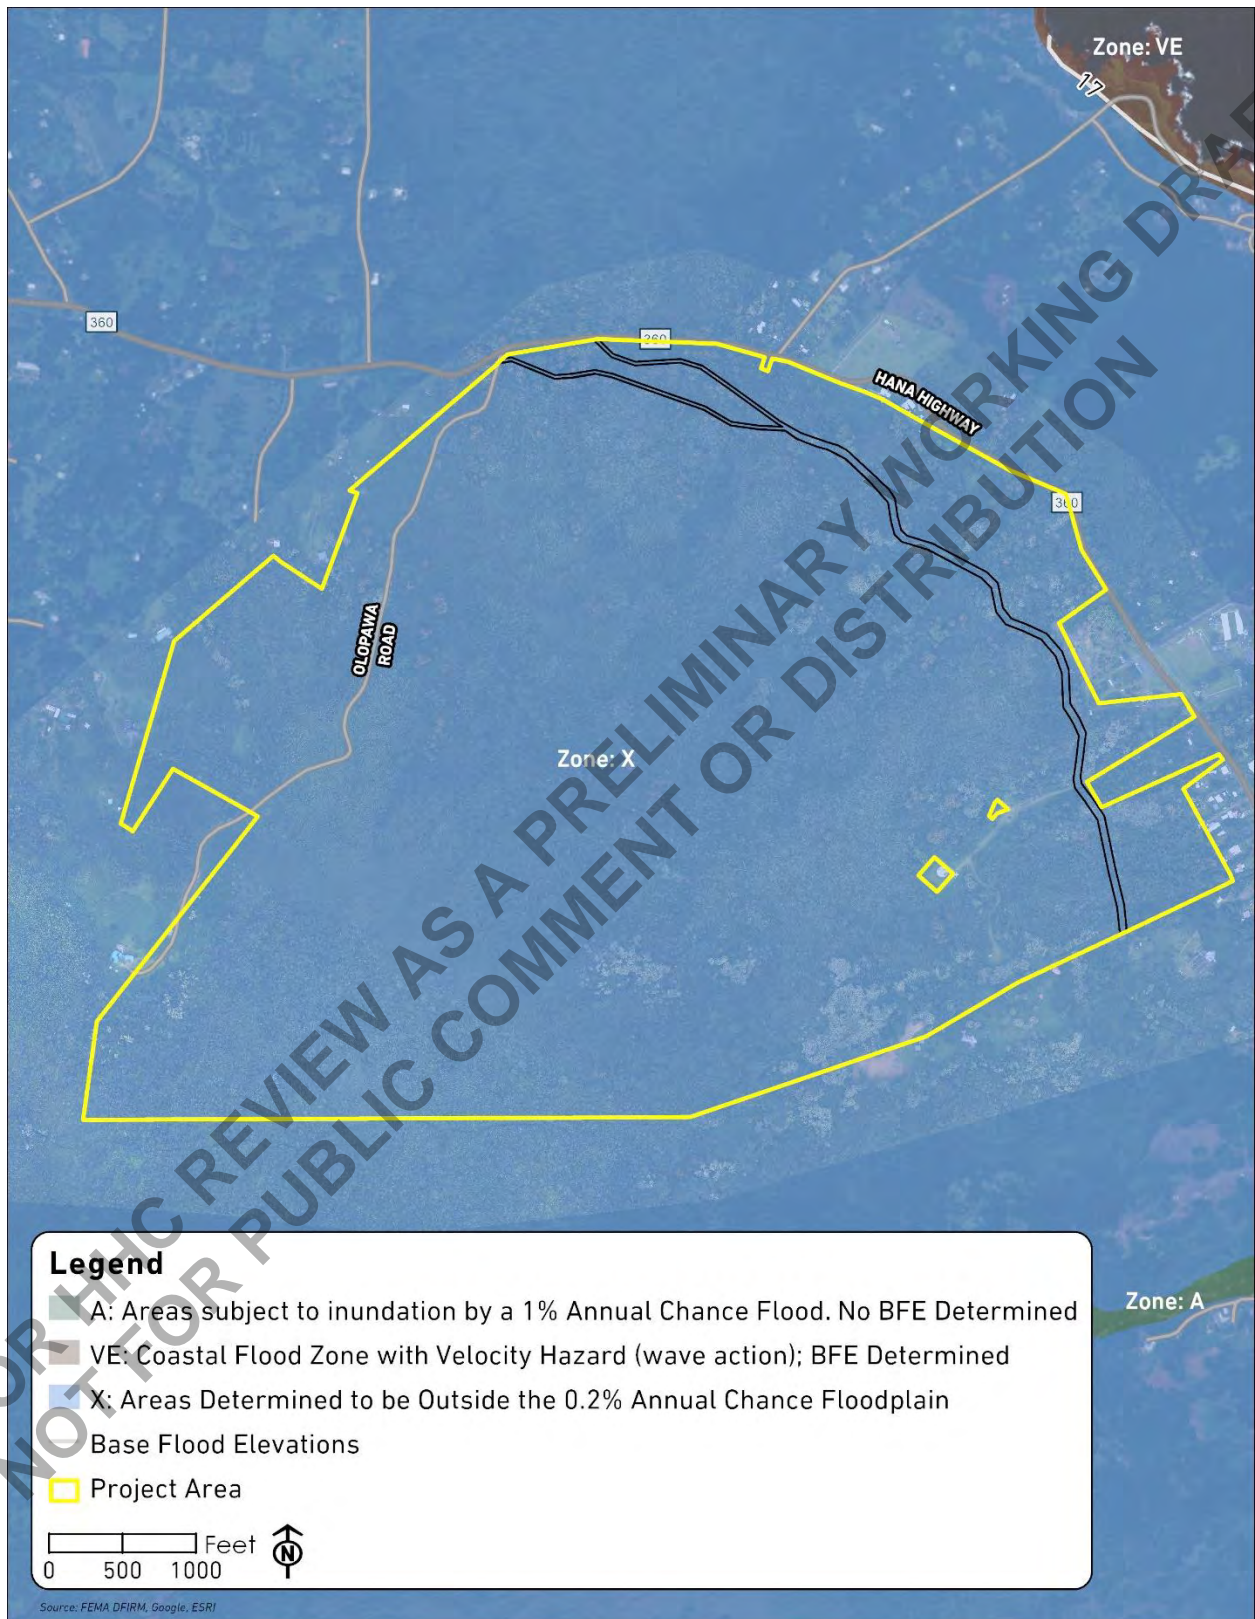 Zone: VE
17
360
360
HANA HIGHWAY
360
OLOPAWA
ROAD
Zone: X
Zone: A
FOR HHC REVIEW AS A PRELIMINARY WORKING DRAFT
NOT FOR PUBLIC COMMENT OR DISTRIBUTION
Legend
A: Areas subject to inundation by a 1% Annual Chance Flood. No BFE Determined
VE: Coastal Flood Zone with Velocity Hazard (wave action); BFE Determined
X: Areas Determined to be Outside the 0.2% Annual Chance Floodplain
Base Flood Elevations
Project Area
Feet
0 500 1000
N
Source: FEMA DFIRM, Google, ESRI